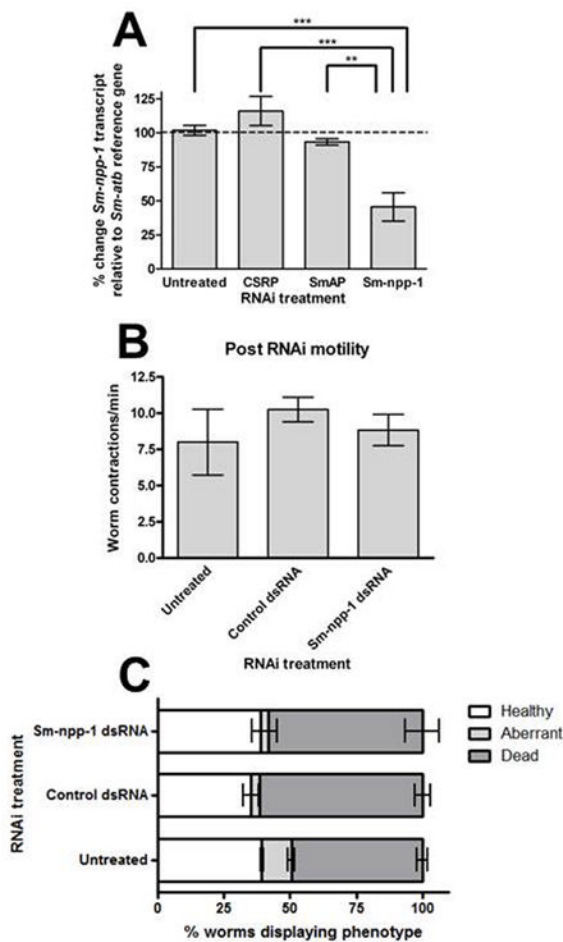 A
***
***
**
% change Sm-npp-1 transcript
relative to Sm-atb reference gene
125
100
75
50
25
0
Untreated CSRP SmAP Sm-npp-1
RNAi treatment
B
Post RNAi motility
Worm contractions/min
12.5
10.0
7.5
5.0
2.5
0.0
Untreated
Control dsRNA
Sm-npp-1 dsRNA
RNAi treatment
C
Healthy
Aberrant
Dead
RNAi treatment
Sm-npp-1 dsRNA
Control dsRNA
Untreated
0 25 50 75 100
% worms displaying phenotype